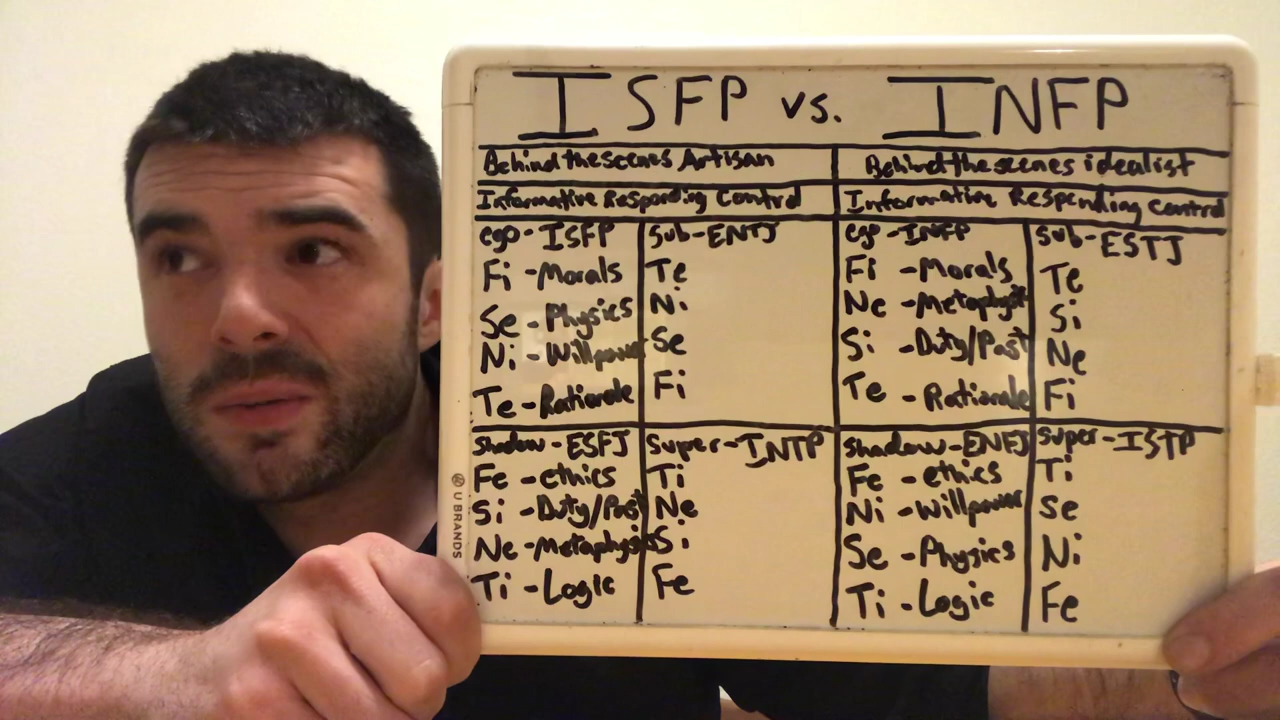 ISFP vs. INFP
Behind the scenes Artisan
Behind the scenes idealist
Informative Responding Control
Informative Responding Control
ego - ISFP
Fi - Morals
Se - Physics
Ni - Willpower
Te - Rationale
sub - ENTJ
Te
Ni
Se
Fi
ego - INFP
Fi - Morals
Ne - Metaphysics
Si - Duty/Past
Te - Rationale
sub - ESTJ
Te
Si
Ne
Fi
shadow - ESFJ
Fe - ethics
Si - Duty/Past
Ne - Metaphysics
Ti - Logic
super - INTP
Ti
Ne
Si
Fe
shadow - ENFJ
Fe - ethics
Ni - Willpower
Se - Physics
Ti - Logic
super - ISTP
Ti
Se
Ni
Fe
U BRANDS